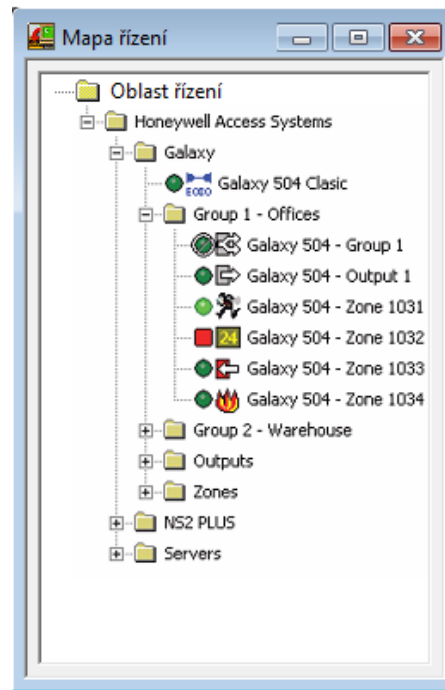 Mapa řízení
Oblast řízení
Honeywell Access Systems
Galaxy
Galaxy 504 Clasic
Group 1 - Offices
Galaxy 504 - Group 1
Galaxy 504 - Output 1
Galaxy 504 - Zone 1031
24 Galaxy 504 - Zone 1032
Galaxy 504 - Zone 1033
Galaxy 504 - Zone 1034
Group 2 - Warehouse
Outputs
Zones
NS2 PLUS
Servers